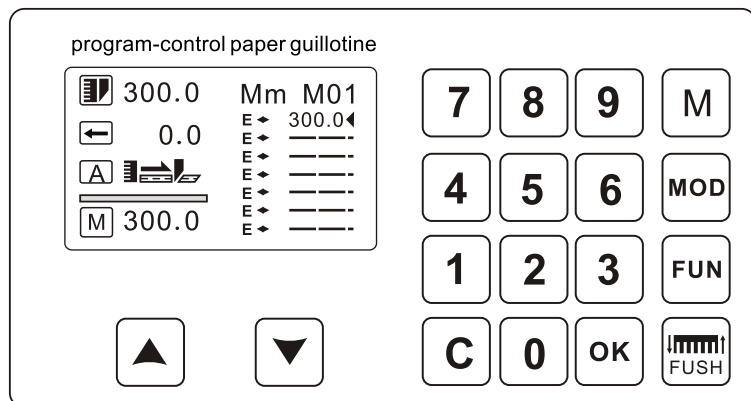 program-control paper guillotine
300.0
Mm M01
E 300.0
0.0
E
E
A
E
E
M 300.0
E
E
7 8 9 M
4 5 6 MOD
1 2 3 FUN
C 0 OK FUSH